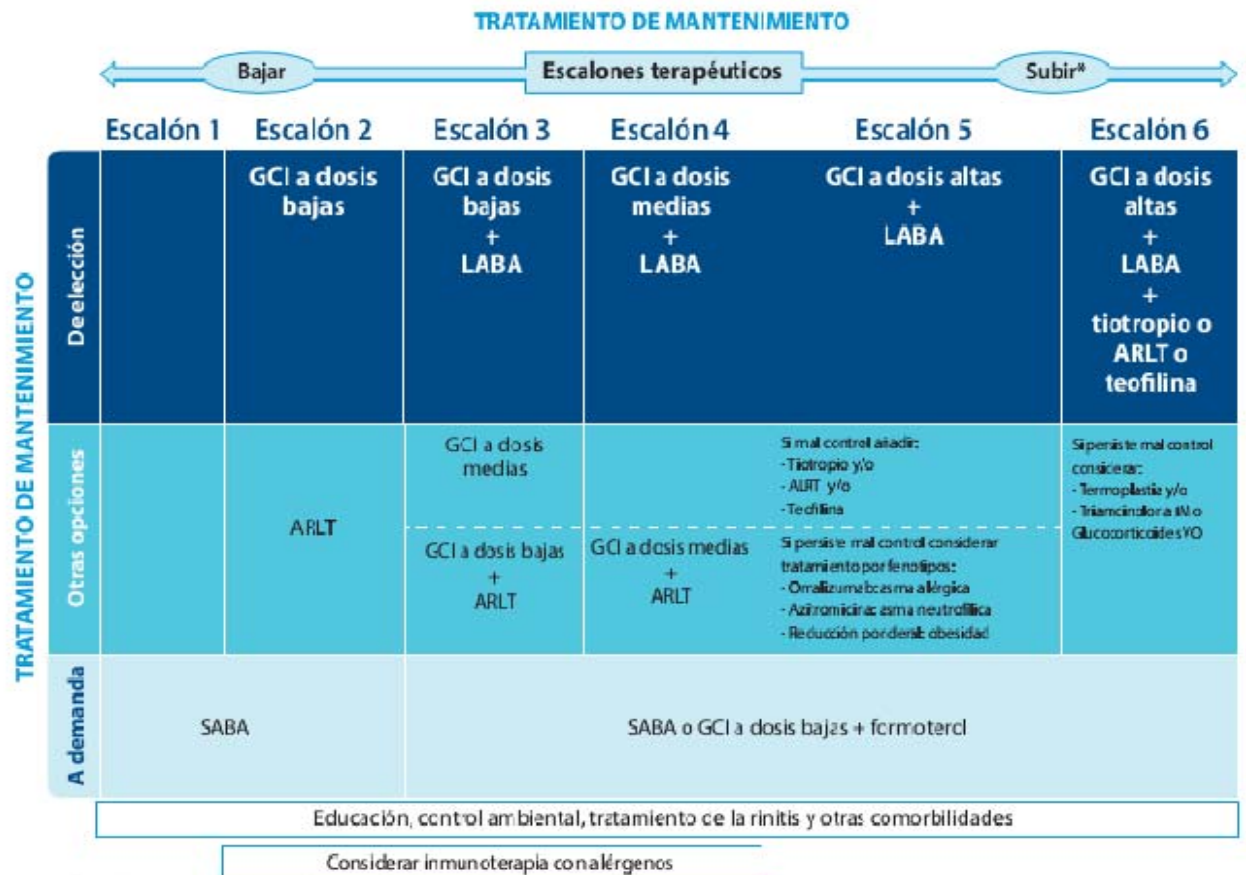 TRATAMIENTO DE MANTENIMIENTO
Bajar
Escalones terapéuticos
Subir*
Escalón 1
Escalón 2
Escalón 3
Escalón 4
Escalón 5
Escalón 6
TRATAMIENTO DE MANTENIMIENTO
De elección
GCI a dosis
bajas
GCI a dosis
bajas
+
LABA
GCI a dosis
medias
+
LABA
GCI a dosis altas
+
LABA
GCI a dosis
altas
+
LABA
+
tiotropio o
ARLT o
teofilina
Otras opciones
ARLT
GCI a dosis
medias
GCI a dosis bajas
+
ARLT
GCI a dosis medias
+
ARLT
Si mal control añadir:
- Tiotropio y/o
- ALRT y/o
- Teofilina
Si persiste mal control considerar
tratamiento por fenotipos:
- Omalizumab: asma alérgica
- Azitromicina: asma neutrofílica
- Reducción ponderal: obesidad
Si persiste mal control
considerar:
- Termoplastia y/o
- Triamcinolona IM o
Glucocorticoides VO
A demanda
SABA
SABA o GCI a dosis bajas + formoterol
Educación, control ambiental, tratamiento de la rinitis y otras comorbilidades
Considerar inmunoterapia con alérgenos